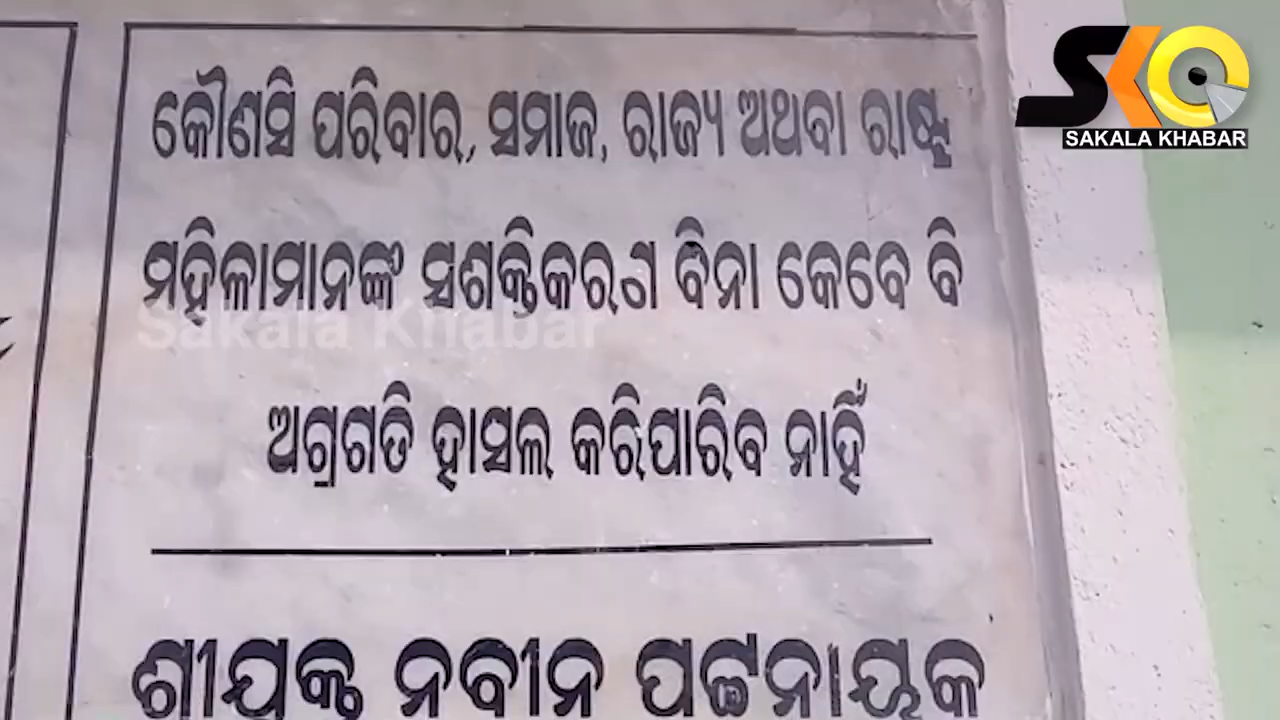 SAKALA KHABAR
କୌଣସି ପରିବାର, ସମାଜ, ରାଜ୍ୟ ଅଥବା ରାଷ୍ଟ୍ର
ମହିଳାମାନଙ୍କ ସଶକ୍ତିକରଣ ବିନା କେବେ ବି
Sakala Khabar
ଅଗ୍ରଗତି ହାସଲ କରିପାରିବ ନାହିଁ
ଶ୍ରୀଯୁକ୍ତ ନବୀନ ପଟ୍ଟନାୟକ